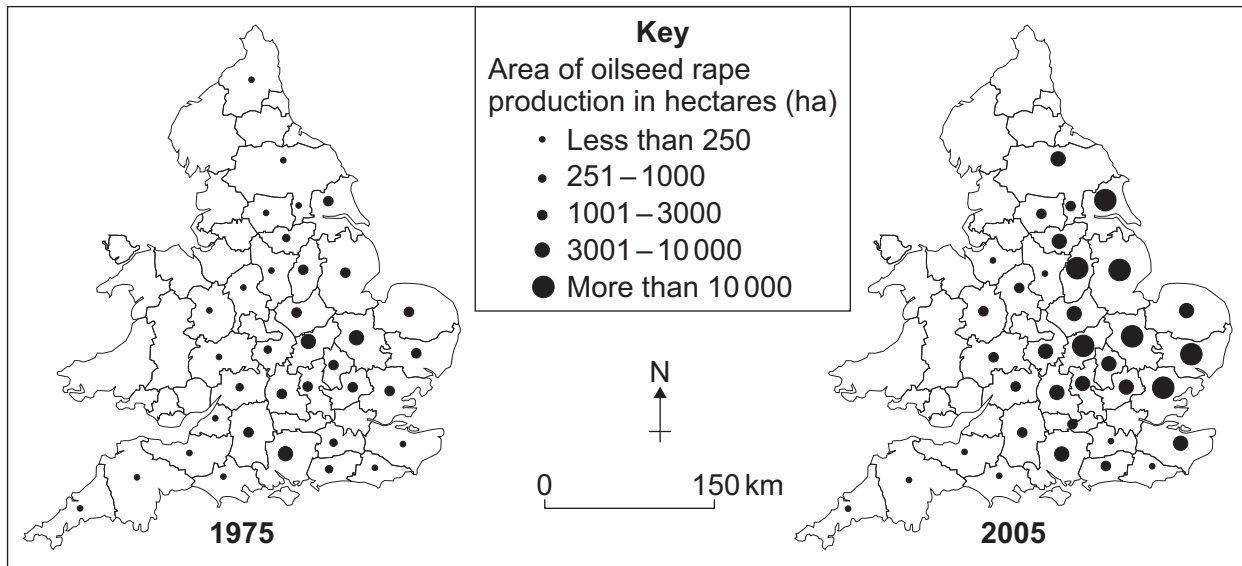 Key
Area of oilseed rape
production in hectares (ha)
Less than 250
251–1000
1001–3000
3001–10 000
More than 10 000
N
0 150 km
1975
2005